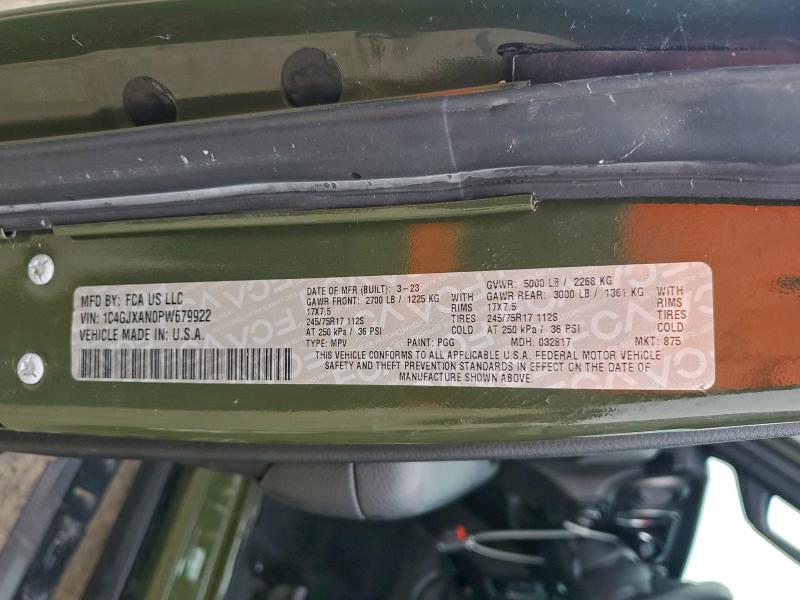 MFD BY: FCA US LLC
VIN: 1C4GJXAN0PW679922
VEHICLE MADE IN U.S.A.
DATE OF MFR (BUILT): 3-23
GAWR FRONT: 2700 LB / 1225 KG WITH
17X7.5 RIMS
245/75R17 112S TIRES
AT 250 kPa / 36 PSI COLD
TYPE: MPV PAINT: PGG
GVWR: 5000 LB / 2268 KG
GAWR REAR: 3000 LB / 1361 KG WITH
17X7.5 RIMS
245/75R17 112S TIRES
AT 250 kPa / 36 PSI COLD
MDH: 032817 MKT: 875
THIS VEHICLE CONFORMS TO ALL APPLICABLE U.S.A. FEDERAL MOTOR VEHICLE
SAFETY AND THEFT PREVENTION STANDARDS IN EFFECT ON THE DATE OF
MANUFACTURE SHOWN ABOVE.